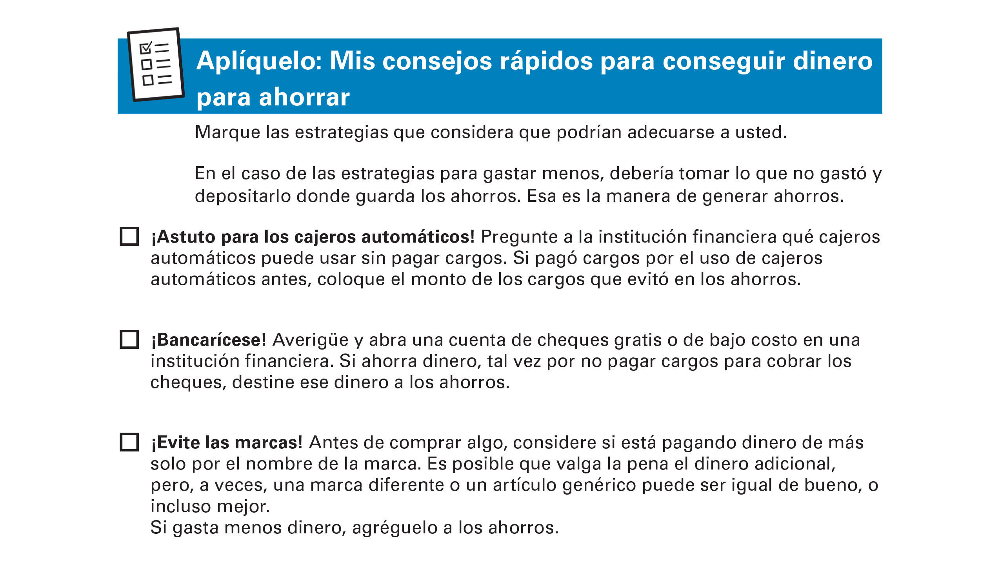 Aplíquelo: Mis consejos rápidos para conseguir dinero
para ahorrar
Marque las estrategias que considera que podrían adecuarse a usted.
En el caso de las estrategias para gastar menos, debería tomar lo que no gastó y
depositarlo donde guarda los ahorros. Esa es la manera de generar ahorros.
¡Astuto para los cajeros automáticos! Pregunte a la institución financiera qué cajeros
automáticos puede usar sin pagar cargos. Si pagó cargos por el uso de cajeros
automáticos antes, coloque el monto de los cargos que evitó en los ahorros.
¡Bancarícese! Averigüe y abra una cuenta de cheques gratis o de bajo costo en una
institución financiera. Si ahorra dinero, tal vez por no pagar cargos para cobrar los
cheques, destine ese dinero a los ahorros.
¡Evite las marcas! Antes de comprar algo, considere si está pagando dinero de más
solo por el nombre de la marca. Es posible que valga la pena el dinero adicional,
pero, a veces, una marca diferente o un artículo genérico puede ser igual de bueno, o
incluso mejor.
Si gasta menos dinero, agréguelo a los ahorros.